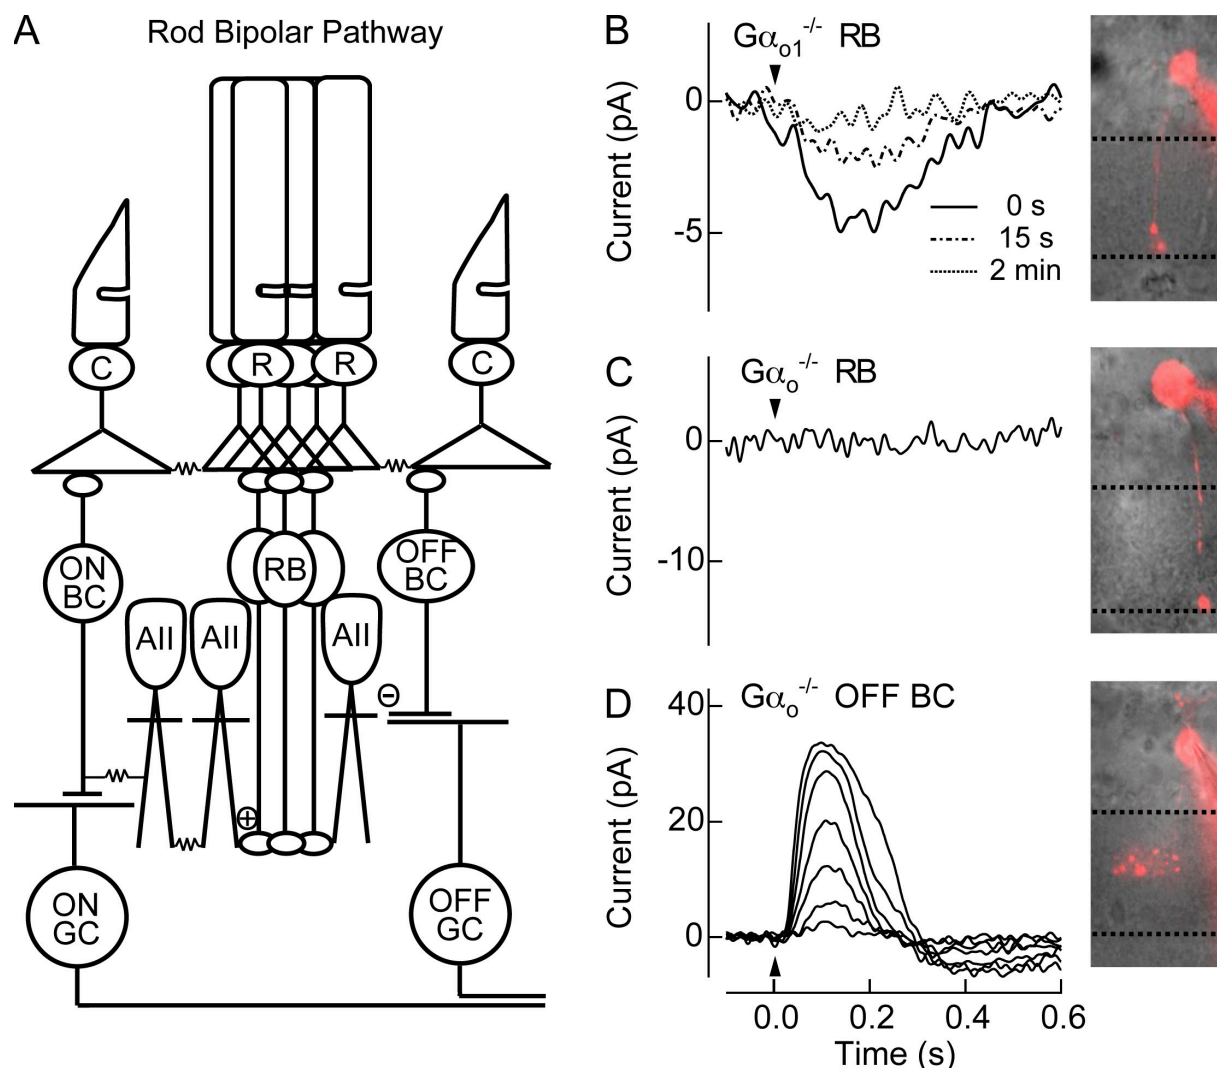 A
Rod Bipolar Pathway
C
R
R
C
ON
BC
RB
OFF
BC
AII
AII
AII
⊖
⊕
ON
GC
OFF
GC
B
Gαo1-/- RB
Current (pA)
0
-5
0 s
15 s
2 min
C
Gαo-/- RB
Current (pA)
0
-10
D
Gαo-/- OFF BC
Current (pA)
40
20
0
0.0 0.2 0.4 0.6
Time (s)